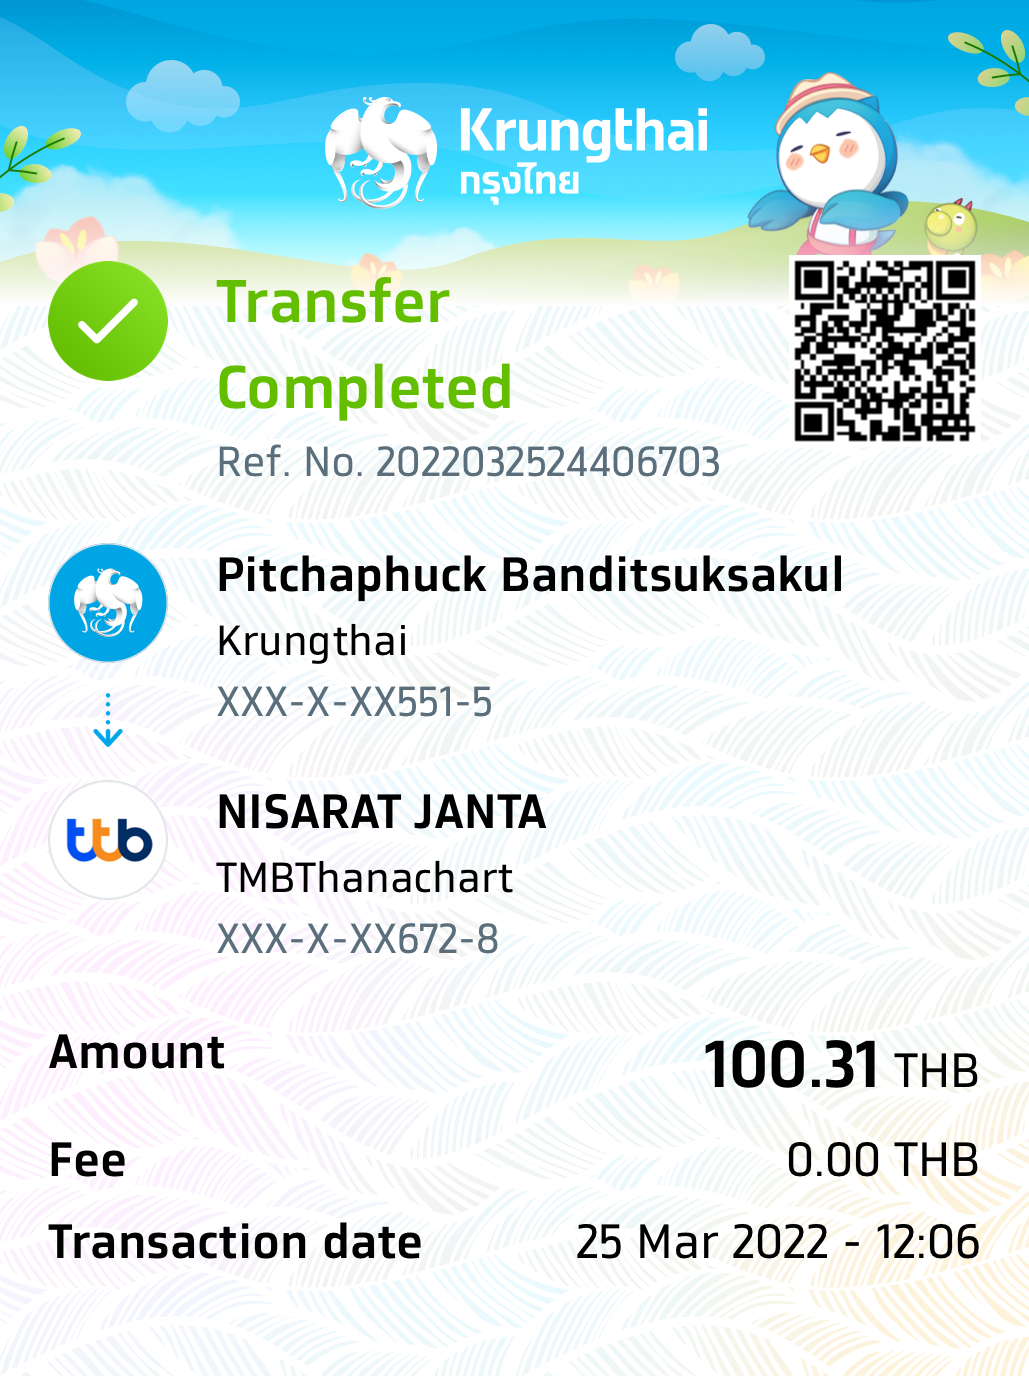 Krungthai
กรุงไทย
Transfer
Completed
Ref. No. 2022032524406703
Pitchaphuck Banditsuksakul
Krungthai
XXX-X-XX551-5
ttb
NISARAT JANTA
TMBThanachart
XXX-X-XX672-8
Amount 100.31 THB
Fee 0.00 THB
Transaction date 25 Mar 2022 - 12:06